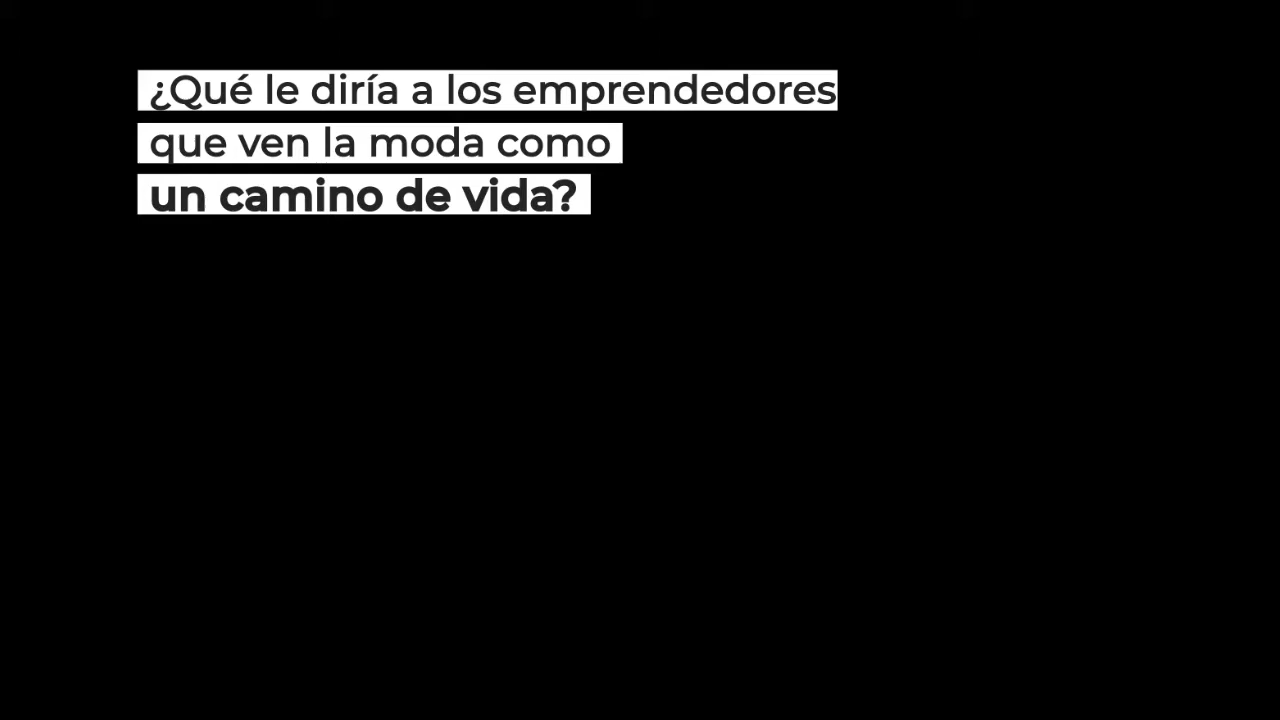 ¿Qué le diría a los emprendedores
que ven la moda como
un camino de vida?